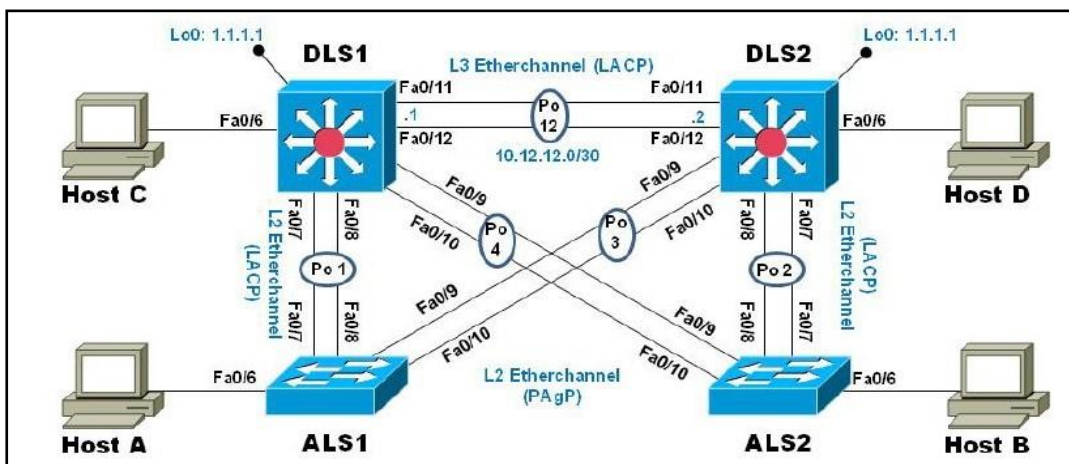 Lo0: 1.1.1.1
Lo0: 1.1.1.1
DLS1
DLS2
L3 Etherchannel (LACP)
Fa0/11
Fa0/11
Fa0/6
.1
Po
12
.2
Fa0/6
Fa0/12
Fa0/12
10.12.12.0/30
Host C
Host D
Fa0/9
Fa0/9
Fa0/10
Fa0/10
Fa0/7
Fa0/8
L2 Etherchannel
(LACP)
Po 1
Po
4
Po
3
Fa0/8
Fa0/7
L2 Etherchannel
(LACP)
Po 2
Fa0/7
Fa0/8
Fa0/9
Fa0/10
Fa0/9
Fa0/10
Fa0/8
Fa0/7
Fa0/6
L2 Etherchannel
(PAgP)
Fa0/6
Host A
ALS1
ALS2
Host B